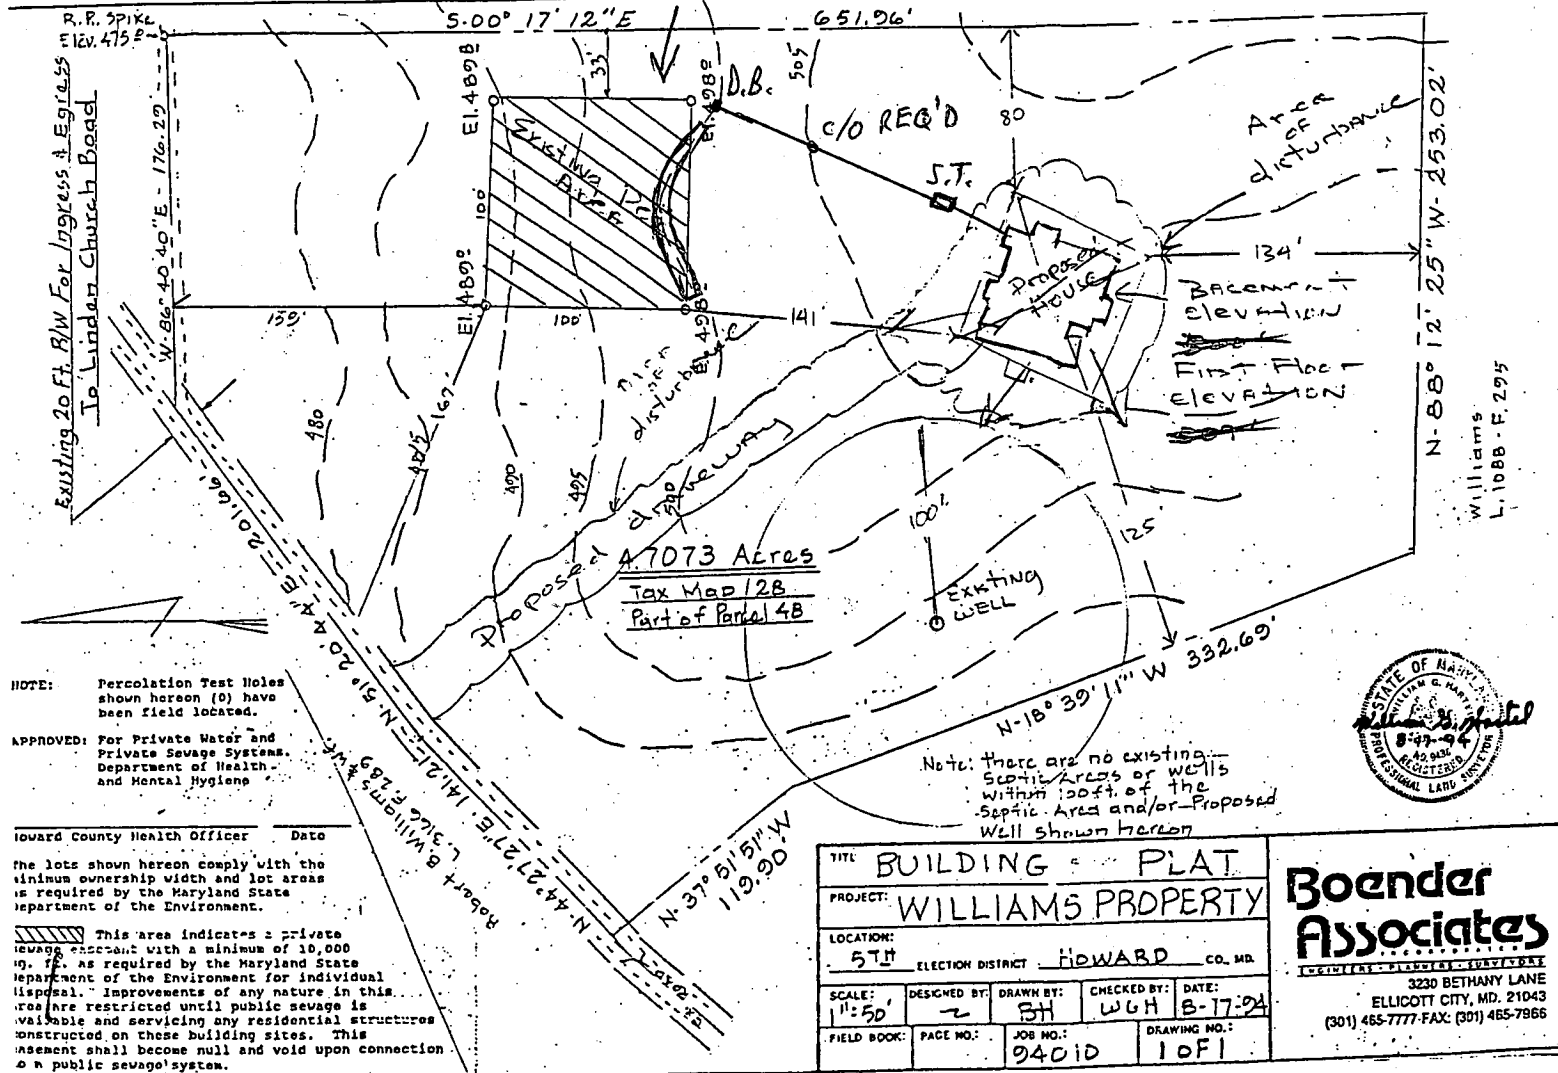 R.P. SPIKE
Elev. 475.º
S.00° 17' 12" E
651.96'
Existing 20 Ft. R/W For Ingress & Egress
To Linden Church Road
W-86° 40' 40" E - 176.29'
33'
El. 489.8
El. 498.º
D.B.
505
C/O REQ'D
80
S.T.
Area
OF
disturbance
N-88° 12' 25" W- 253.02'
Existing
Area
100'
El. 489.º
El. 498.º
159'
100'
141'
134'
Proposed
HOUSE
Basement
Elevation
First Floor
Elevation
Williams
L. 1088 - F. 295
OF
disturbance
167'
480
485
490
495
500
Proposed driveway
4.7073 Acres
Tax Map 28
Part of Parcel 48
100'
Existing
WELL
125'
N-18° 39' 11" W 332.69'
201.66'
N-51° 20' 44" E
N-44° 27' 27" E 141.21'
N-37° 51' 51" W
119.90'
Robert B Williams & Wf.
L. 3166 F. 289
Road
NOTE: Percolation Test Holes
shown hereon (O) have
been field located.
APPROVED: For Private Water and
Private Sewage Systems.
Department of Health
and Mental Hygiene
Howard County Health Officer Date
The lots shown hereon comply with the
minimum ownership width and lot areas
as required by the Maryland State
Department of the Environment.
This area indicates a private
sewage easement with a minimum of 10,000
sq. ft. as required by the Maryland State
Department of the Environment for individual
disposal. Improvements of any nature in this
area are restricted until public sewage is
available and servicing any residential structures
constructed on these building sites. This
easement shall become null and void upon connection
to a public sewage system.
Note: there are no existing
Septic Areas or wells
within 100ft. of the
Septic Area and/or Proposed
Well shown hereon
STATE OF MARYLAND
WILLIAM G. HARTEL
8-17-94
REGISTERED
PROFESSIONAL LAND SURVEYOR
TITLE BUILDING PLAT
PROJECT: WILLIAMS PROPERTY
LOCATION:
5TH ELECTION DISTRICT HOWARD CO., MD.
SCALE: 1"=50'
DESIGNED BY:
DRAWN BY: BH
CHECKED BY: WGH
DATE: 8-17-94
FIELD BOOK:
PAGE NO.:
JOB NO.: 94010
DRAWING NO.: 1 OF 1
Boender
Associates
INCORPORATED
ENGINEERS · PLANNERS · SURVEYORS
3230 BETHANY LANE
ELLICOTT CITY, MD. 21043
(301) 465-7777 FAX: (301) 465-7966